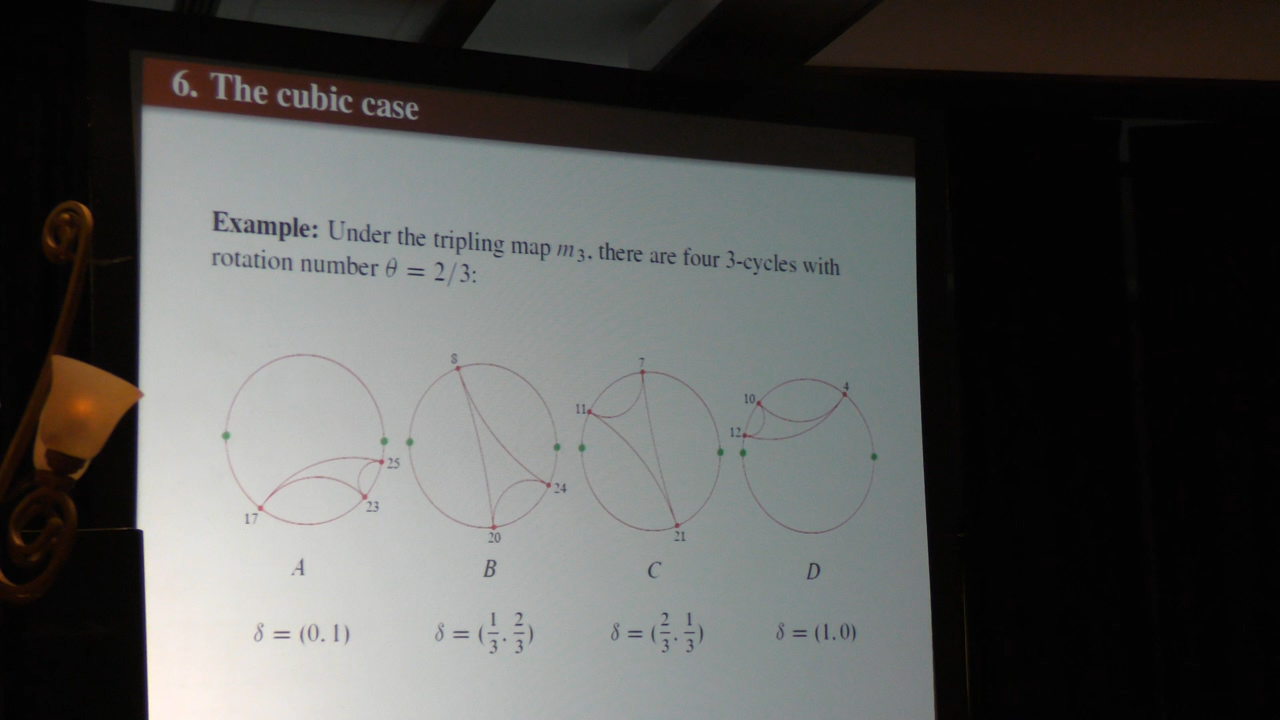 6. The cubic case
Example: Under the tripling map m₃, there are four 3-cycles with
rotation number θ = 2/3:
8
7
4
10
11
12
25
24
23
17
20
21
A
B
C
D
δ = (0, 1)
δ = (1/3, 2/3)
δ = (2/3, 1/3)
δ = (1, 0)